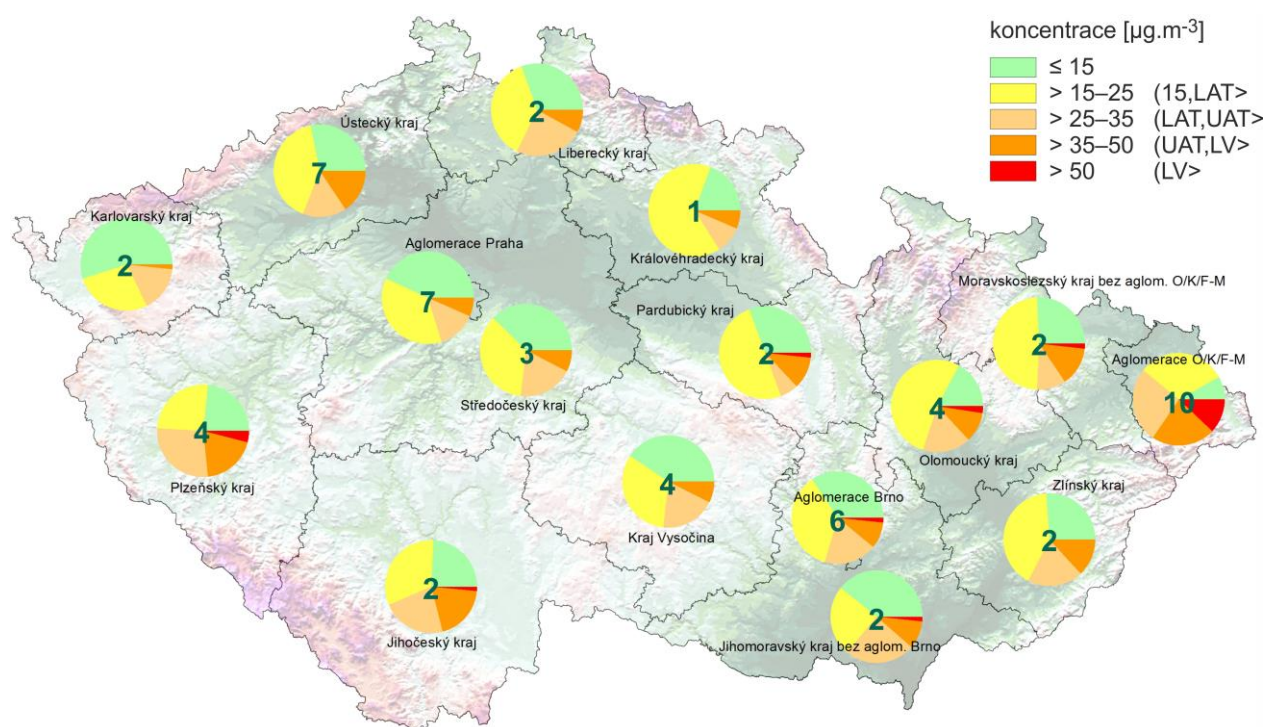 koncentrace [µg.m-3]
≤ 15
> 15–25 (15,LAT>
> 25–35 (LAT,UAT>
> 35–50 (UAT,LV>
> 50 (LV>
2
Liberecký kraj
Ústecký kraj
7
Karlovarský kraj
2
1
Královéhradecký kraj
Aglomerace Praha
7
3
Středočeský kraj
Pardubický kraj
2
Moravskoslezský kraj bez aglom. O/K/F-M
2
Aglomerace O/K/F-M
10
4
Olomoucký kraj
4
Plzeňský kraj
4
Kraj Vysočina
Aglomerace Brno
6
Zlínský kraj
2
2
Jihočeský kraj
2
Jihomoravský kraj bez aglom. Brno